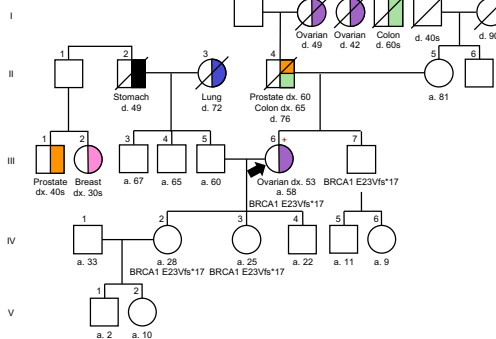 I
Ovarian Ovarian Colon d. 40s d. 90
d. 49 d. 42 d. 60s
1 2 3 4 5 6
II
Stomach Lung Prostate dx. 60 a. 81
d. 49 d. 72 Colon dx. 65
d. 76
1 2 3 4 5 6 + 7
III
Prostate Breast a. 67 a. 65 a. 60 Ovarian dx. 53 BRCA1 E23Vfs*17
dx. 40s dx. 30s a. 58
BRCA1 E23Vfs*17
1 2 3 4 5 6
IV
a. 33 a. 28 a. 25 a. 22 a. 11 a. 9
BRCA1 E23Vfs*17 BRCA1 E23Vfs*17
1 2
V
a. 2 a. 10